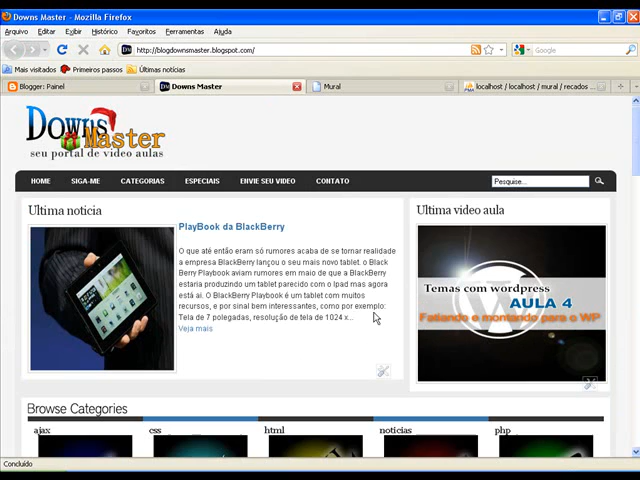 Downs Master - Mozilla Firefox
Arquivo Editar Exibir Histórico Favoritos Ferramentas Ajuda
http://blogdownsmaster.blogspot.com/
Google
Mais visitados Primeiros passos Últimas notícias
Blogger: Painel
Downs Master
Mural
localhost / localhost / mural / recados ...
Downs
Master
seu portal de video aulas
HOME SIGA-ME CATEGORIAS ESPECIAIS ENVIE SEU VIDEO CONTATO
Pesquise...
Ultima noticia
PlayBook da BlackBerry
O que até então eram só rumores acaba de se tornar realidade
a empresa BlackBerry lançou o seu mais novo tablet. o Black
Berry Playbook aviam rumores em maio de que a BlackBerry
estaria produzindo um tablet parecido com o Ipad mas agora
está aí. O BlackBerry Playbook é um tablet com muitos
recursos, e por sinal bem interessantes, como por exemplo:
Tela de 7 polegadas, resolução de tela de 1024 x...
Veja mais
Ultima video aula
Temas com wordpress
AULA 4
Fatiando e montando para o WP
Browse Categories
ajax css html noticias php
Concluído